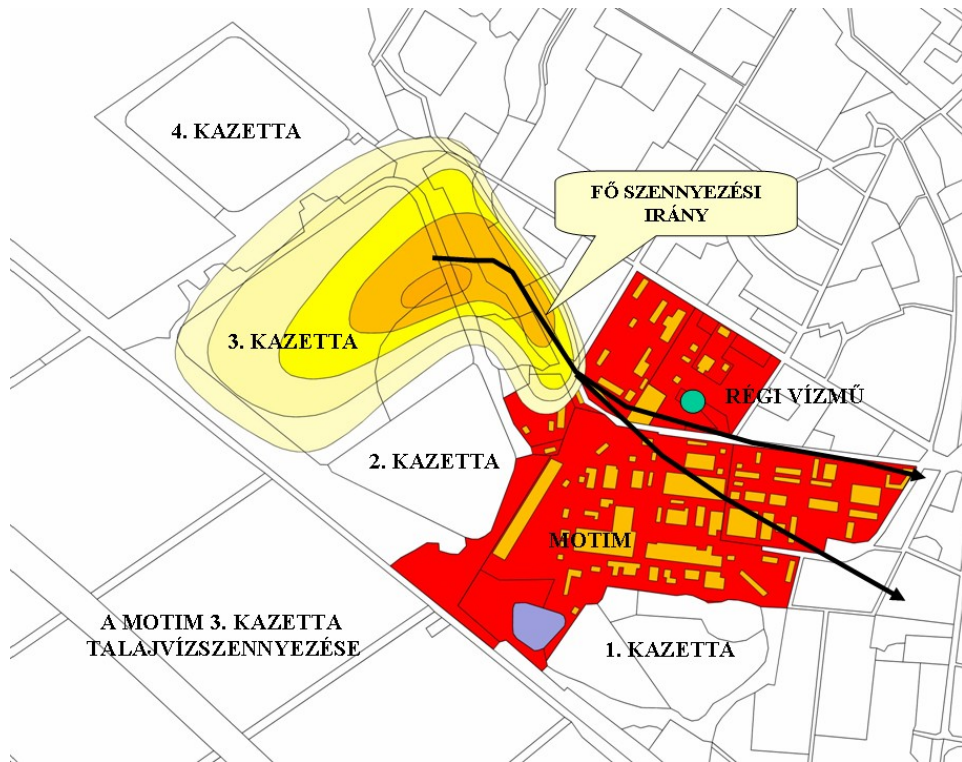 4. KAZETTA
FŐ SZENNYEZÉSI
IRÁNY
3. KAZETTA
RÉGI VÍZMŰ
2. KAZETTA
MOTIM
A MOTIM 3. KAZETTA
TALAJVÍZSZENNYEZÉSE
1. KAZETTA